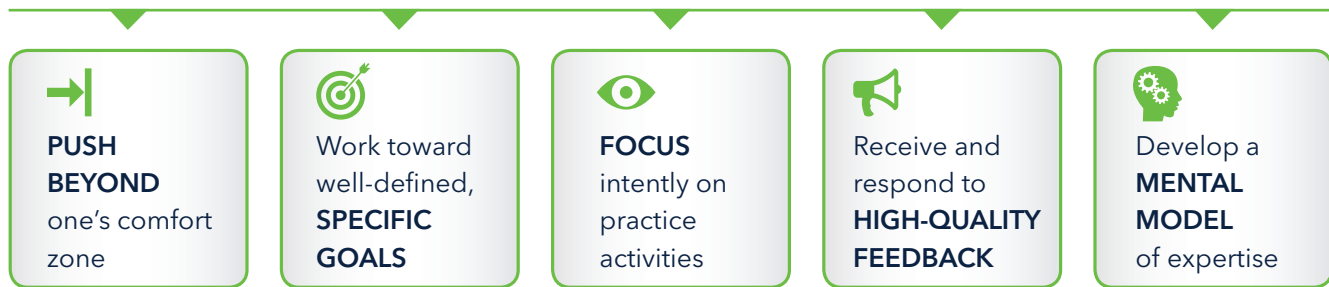 PUSH
BEYOND
one’s comfort
zone
Work toward
well-defined,
SPECIFIC
GOALS
FOCUS
intently on
practice
activities
Receive and
respond to
HIGH-QUALITY
FEEDBACK
Develop a
MENTAL
MODEL
of expertise